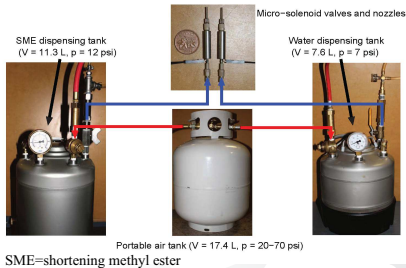 Micro−solenoid valves and nozzles
SME dispensing tank
(V = 11.3 L, p = 12 psi)
Water dispensing tank
(V = 7.6 L, p = 7 psi)
Portable air tank (V = 17.4 L, p = 20−70 psi)
SME=shortening methyl ester